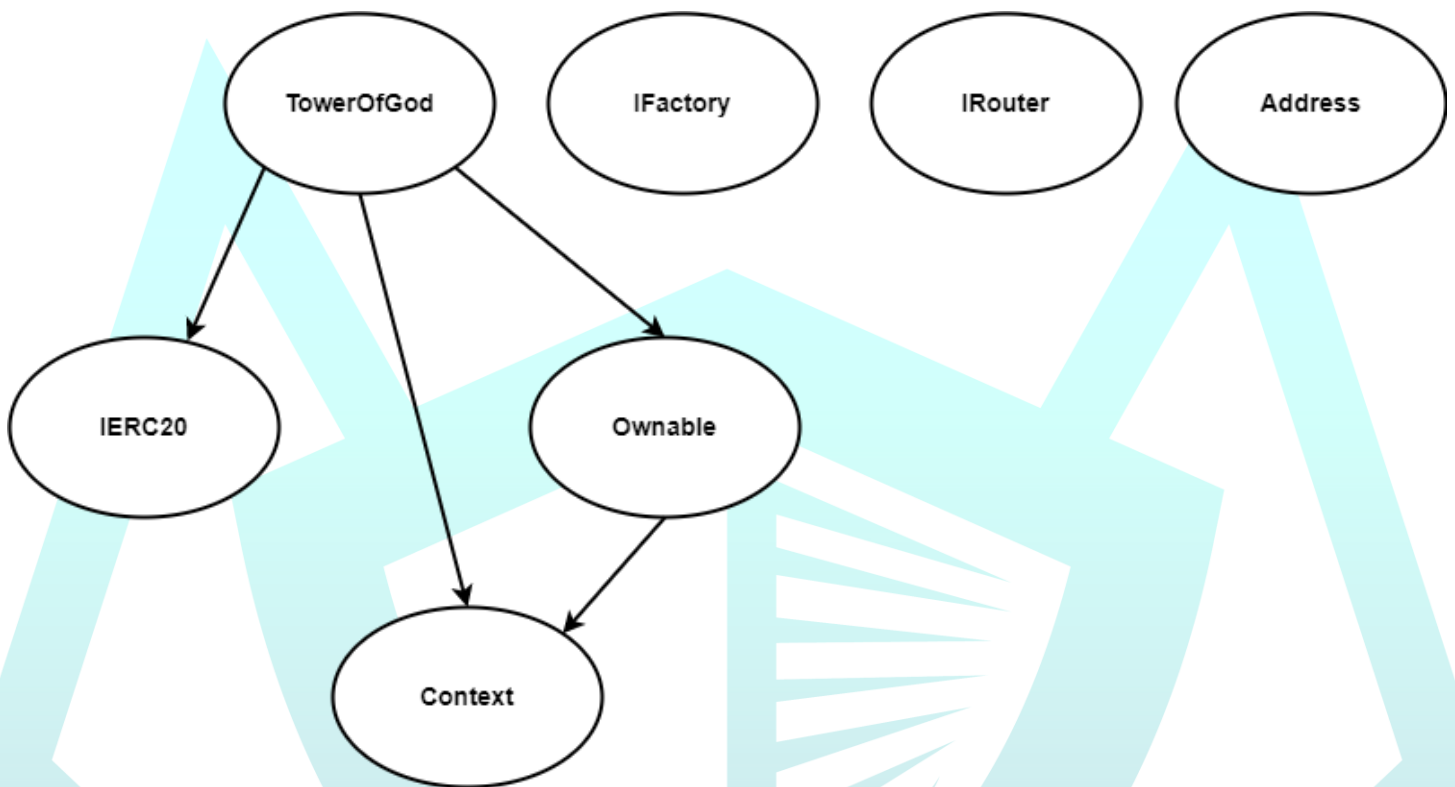 TowerOfGod
IFactory
IRouter
Address
IERC20
Ownable
Context